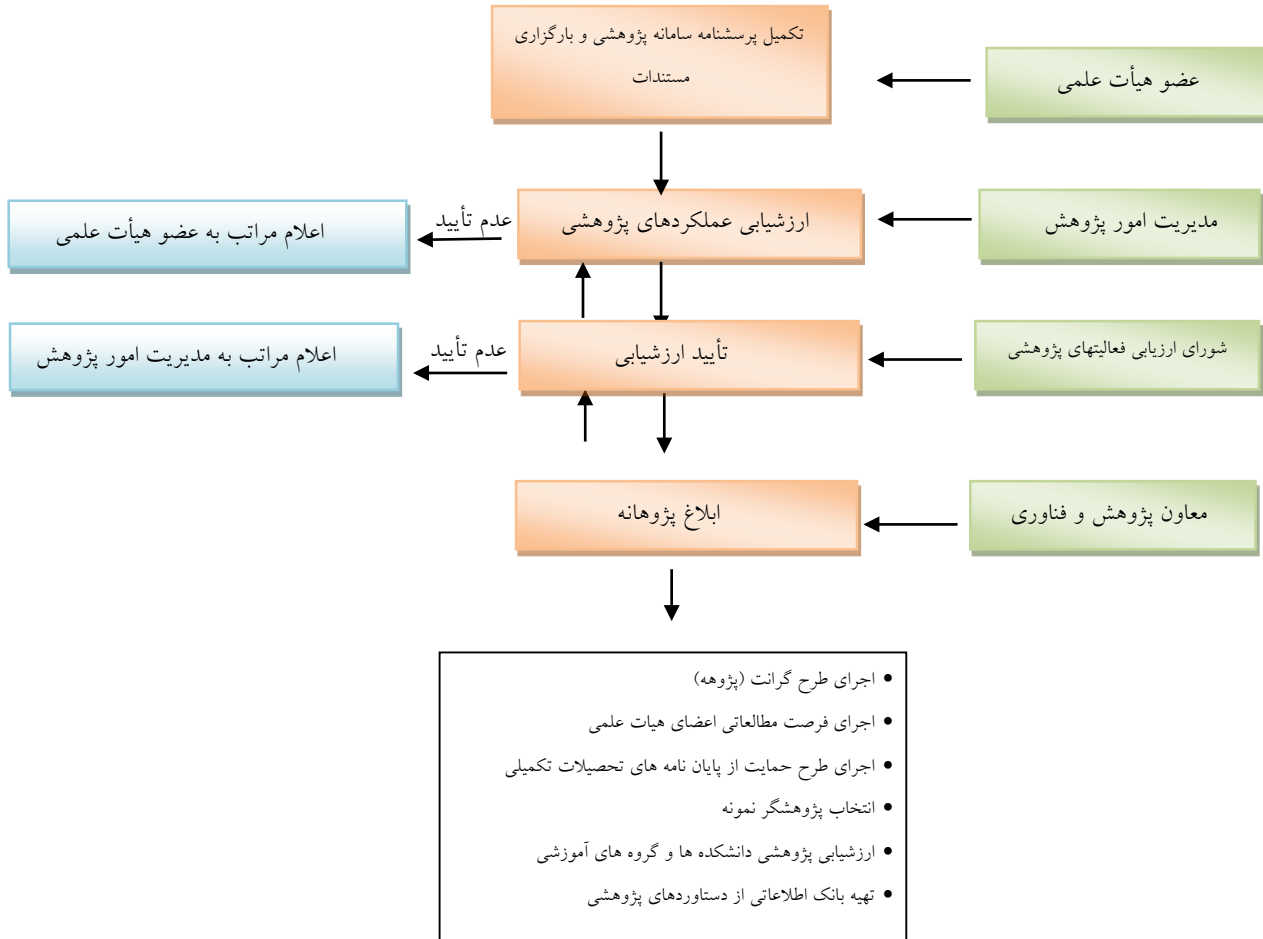 تکمیل پرسشنامه سامانه پژوهشی و بارگزاری
مستندات
عضو هیأت علمی
مدیریت امور پژوهش
ارزشیابی عملکردهای پژوهشی
عدم تأیید
اعلام مراتب به عضو هیأت علمی
شورای ارزیابی فعالیتهای پژوهشی
تأیید ارزشیابی
عدم تأیید
اعلام مراتب به مدیریت امور پژوهش
معاون پژوهش و فناوری
ابلاغ پژوهانه
• اجرای طرح گرانت (پژوهه)
• اجرای فرصت مطالعاتی اعضای هیات علمی
• اجرای طرح حمایت از پایان نامه های تحصیلات تکمیلی
• انتخاب پژوهشگر نمونه
• ارزشیابی پژوهشی دانشکده ها و گروه های آموزشی
• تهیه بانک اطلاعاتی از دستاوردهای پژوهشی